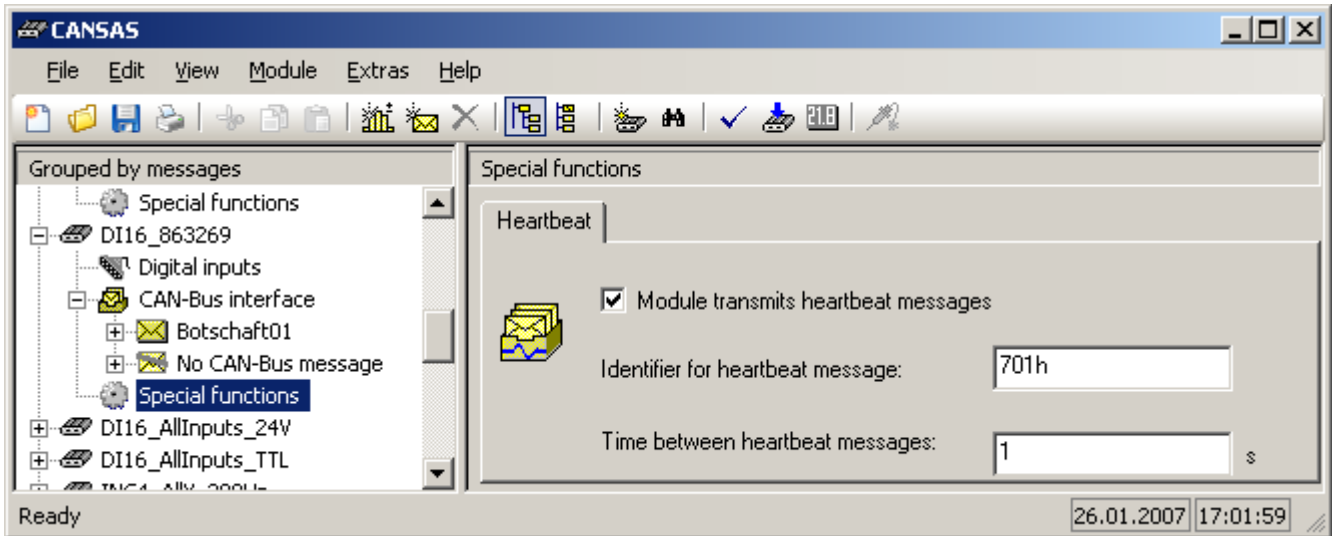 CANSAS
File Edit View Module Extras Help
Grouped by messages
Special functions
DI16_863269
Digital inputs
CAN-Bus interface
Botschaft01
No CAN-Bus message
Special functions
DI16_AllInputs_24V
DI16_AllInputs_TTL
Special functions
Heartbeat
Module transmits heartbeat messages
Identifier for heartbeat message: 701h
Time between heartbeat messages: 1 s
Ready 26.01.2007 17:01:59